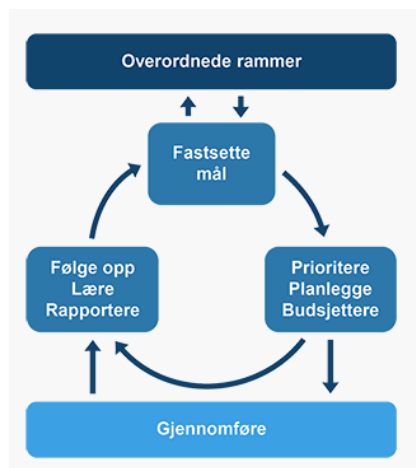 Overordnede rammer
Fastsette
mål
Følge opp
Lære
Rapportere
Prioritere
Planlegge
Budsjettere
Gjennomføre